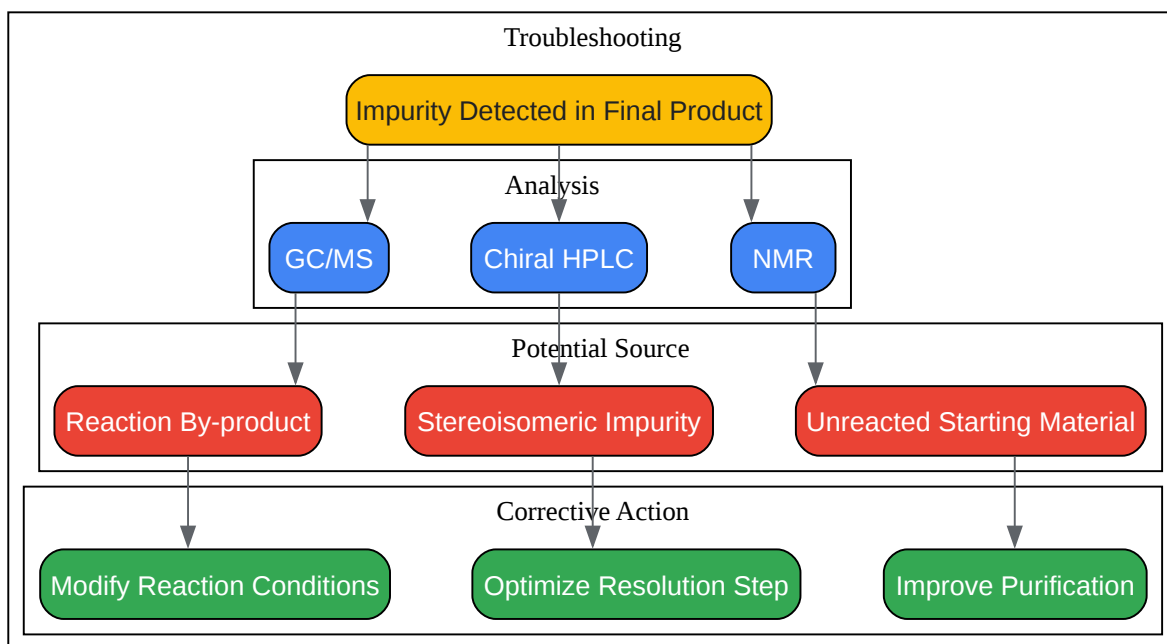 Troubleshooting
Impurity Detected in Final Product
Analysis
GC/MS
Chiral HPLC
NMR
Potential Source
Reaction By-product
Stereoisomeric Impurity
Unreacted Starting Material
Corrective Action
Modify Reaction Conditions
Optimize Resolution Step
Improve Purification